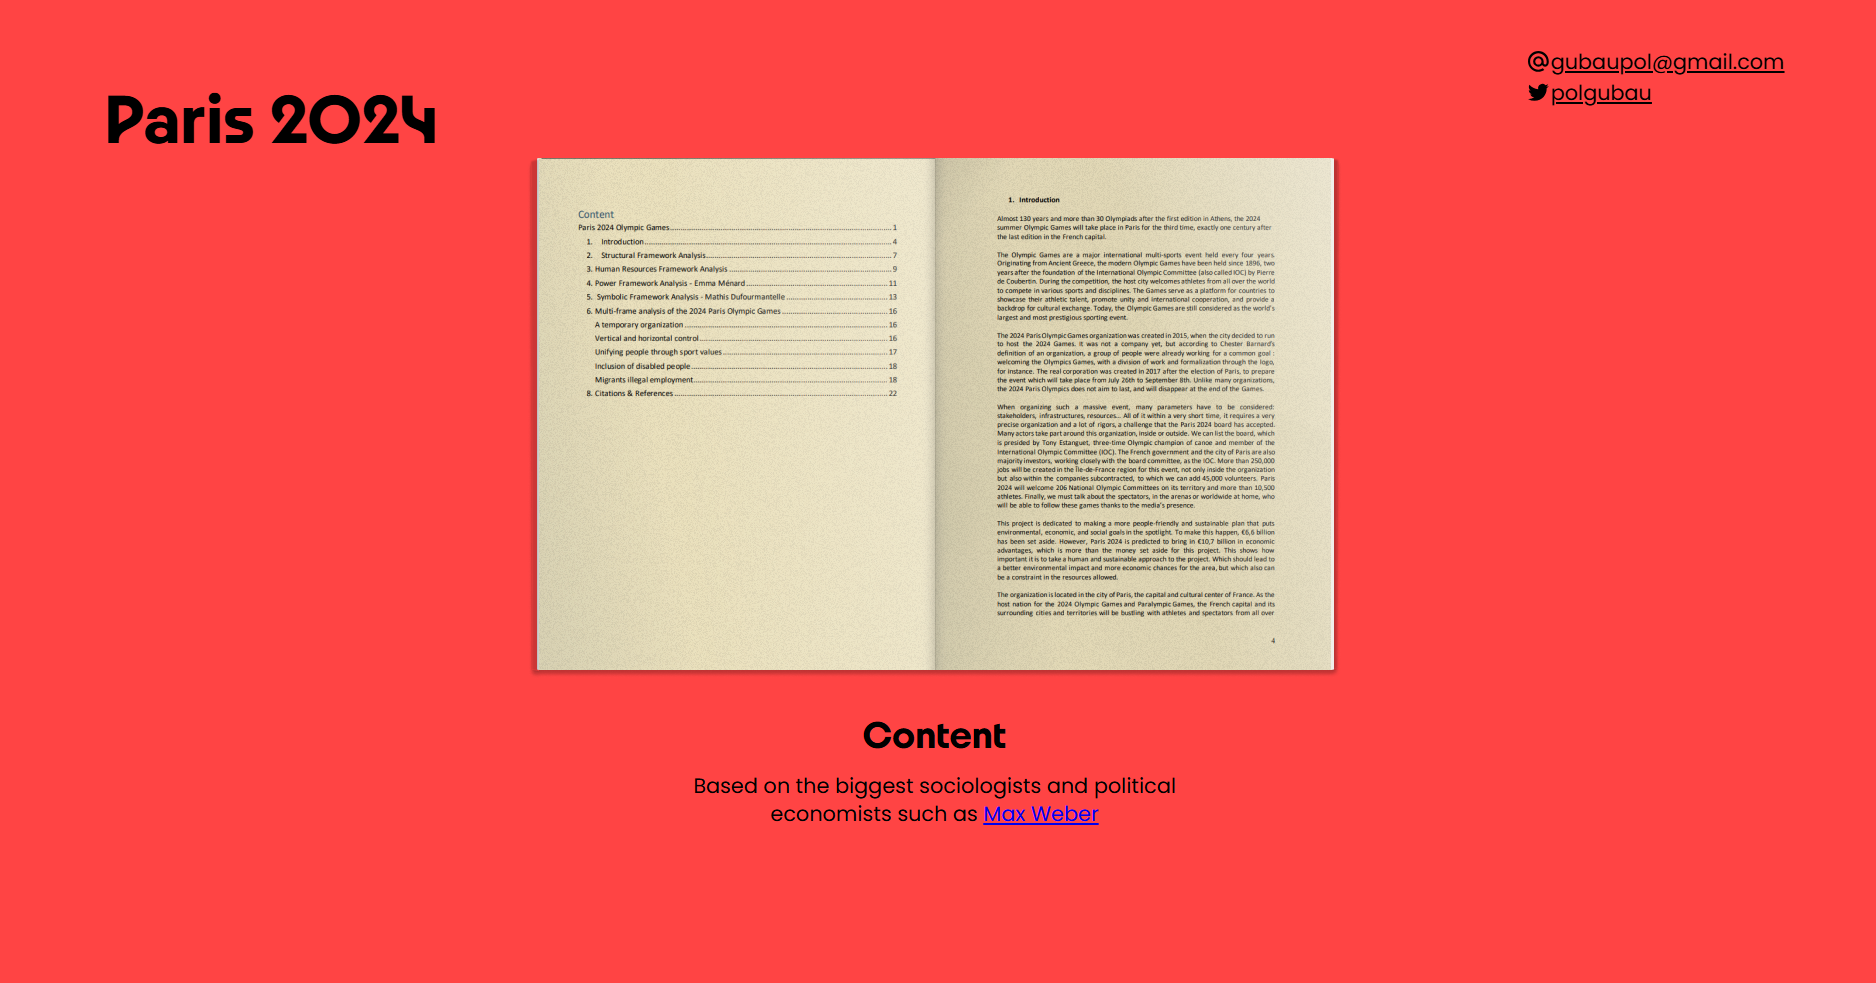 @gubaupol@gmail.com
polgubau
Paris 2024
Content
Paris 2024 Olympic Games 1
1. Introduction 4
2. Structural Framework Analysis 7
3. Human Resources Framework Analysis 9
4. Power Framework Analysis - Emma Ménard 11
5. Symbolic Framework Analysis - Mathis Dufourmantelle 13
6. Multi-frame analysis of the 2024 Paris Olympic Games 16
A temporary organization 16
Vertical and horizontal control 16
Unifying people through sport values 17
Inclusion of disabled people 18
Migrants illegal employment 18
8. Citations & References 22
1. Introduction
Almost 130 years and more than 30 Olympiads after the first edition in Athens, the 2024
summer Olympic Games will take place in Paris for the third time, exactly one century after
the last edition in the French capital.
The Olympic Games are a major international multi-sports event held every four years.
Originating from Ancient Greece, the modern Olympic Games have been held since 1896, two
years after the foundation of the International Olympic Committee (also called IOC) by Pierre
de Coubertin. During the competition, the host city welcomes athletes from all over the world
to compete in various sports and disciplines. The Games serve as a platform for countries to
showcase their athletic talent, promote unity and international cooperation, and provide a
backdrop for cultural exchange. Today, the Olympic Games are still considered as the world's
largest and most prestigious sporting event.
The 2024 Paris Olympic Games organization was created in 2015, when the city decided to run
to host the 2024 Games. It was not a company yet, but according to Chester Barnard's
definition of an organization, a group of people were already working for a common goal :
welcoming the Olympics Games, with a division of work and formalization through the logo,
for instance. The real corporation was created in 2017 after the election of Paris, to prepare
the event which will take place from July 26th to September 8th. Unlike many organizations,
the 2024 Paris Olympics does not aim to last, and will disappear at the end of the Games.
When organizing such a massive event, many parameters have to be considered:
stakeholders, infrastructures, resources... All of it within a very short time, it requires a very
precise organization and a lot of rigors, a challenge that the Paris 2024 board has accepted.
Many actors take part around this organization, inside or outside. We can list the board, which
is presided by Tony Estanguet, three-time Olympic champion of canoe and member of the
International Olympic Committee (IOC). The French government and the city of Paris are also
majority investors, working closely with the board committee, as the IOC. More than 250,000
jobs will be created in the Île-de-France region for this event, not only inside the organization
but also within the companies subcontracted, to which we can add 45,000 volunteers. Paris
2024 will welcome 206 National Olympic Committees on its territory and more than 10,500
athletes. Finally, we must talk about the spectators, in the arenas or worldwide at home, who
will be able to follow these games thanks to the media's presence.
This project is dedicated to making a more people-friendly and sustainable plan that puts
environmental, economic, and social goals in the spotlight. To make this happen, €6,6 billion
has been set aside. However, Paris 2024 is predicted to bring in €10,7 billion in economic
advantages, which is more than the money set aside for this project. This shows how
important it is to take a human and sustainable approach to the project. Which should lead to
a better environmental impact and more economic chances for the area, but which also can
be a constraint in the resources allowed.
The organization is located in the city of Paris, the capital and cultural center of France. As the
host nation for the 2024 Olympic Games and Paralympic Games, the French capital and its
surrounding cities and territories will be bustling with athletes and spectators from all over
4
Content
Based on the biggest sociologists and political
economists such as Max Weber